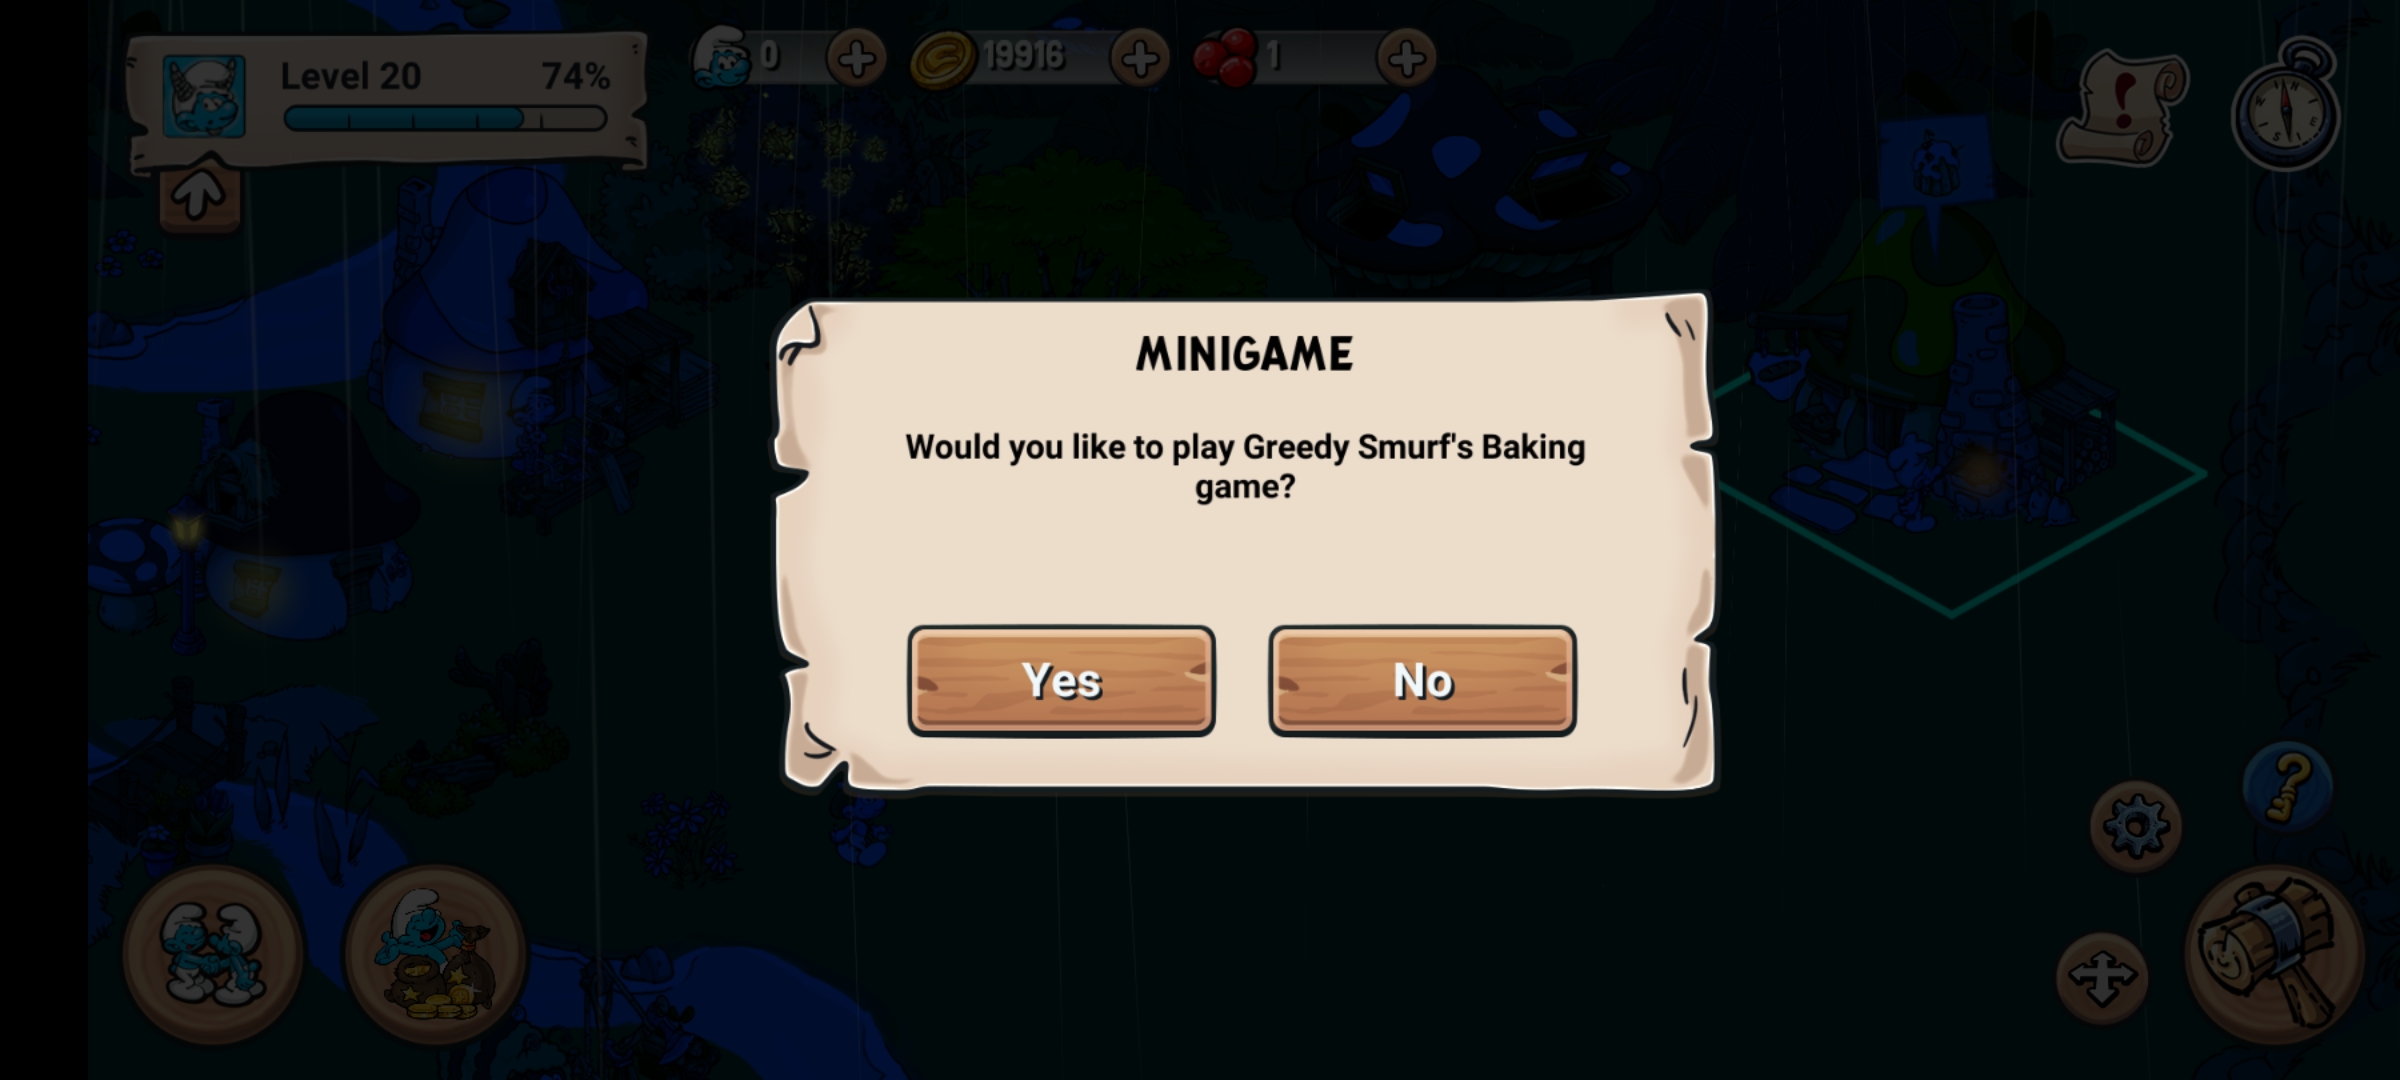 Level 20 74%
0
19916
1
MINIGAME
Would you like to play Greedy Smurf's Baking
game?
Yes
No